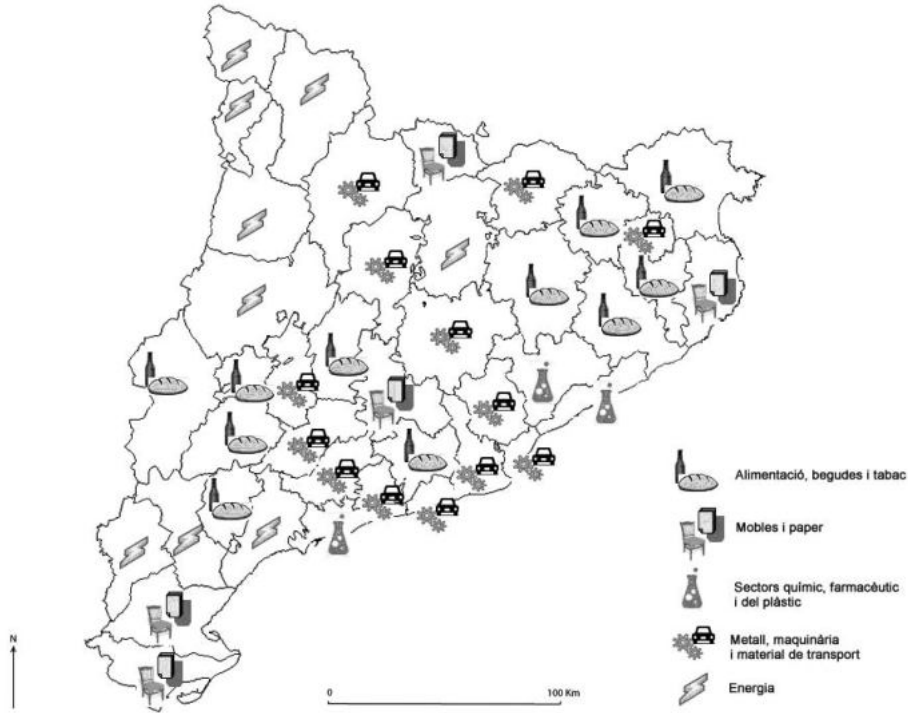 Alimentació, begudes i tabac
Mobles i paper
Sectors químic, farmacèutic
i del plàstic
Metall, maquinària
i material de transport
Energia
N
0
100 Km